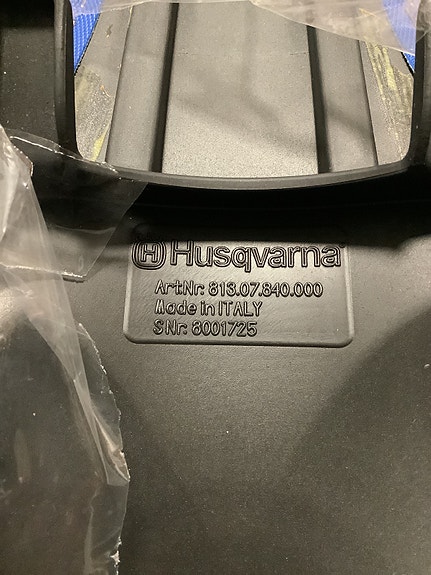 Husqvarna
Art.Nr: 813.07.840.000
Made in ITALY
S Nr: 8001725